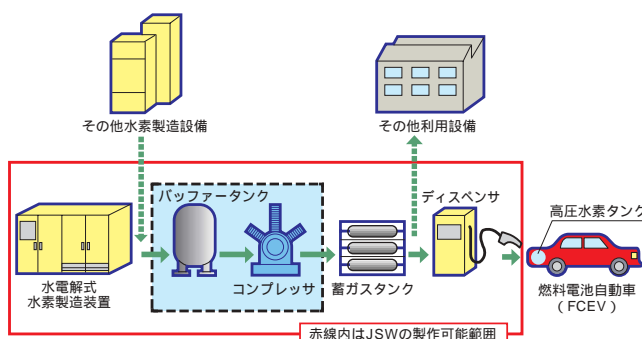 その他水素製造設備
その他利用設備
バッファータンク
ディスペンサ
高圧水素タンク
水電解式
水素製造装置
コンプレッサ
蓄ガスタンク
燃料電池自動車
（FCEV）
赤線内はJSWの製作可能範囲